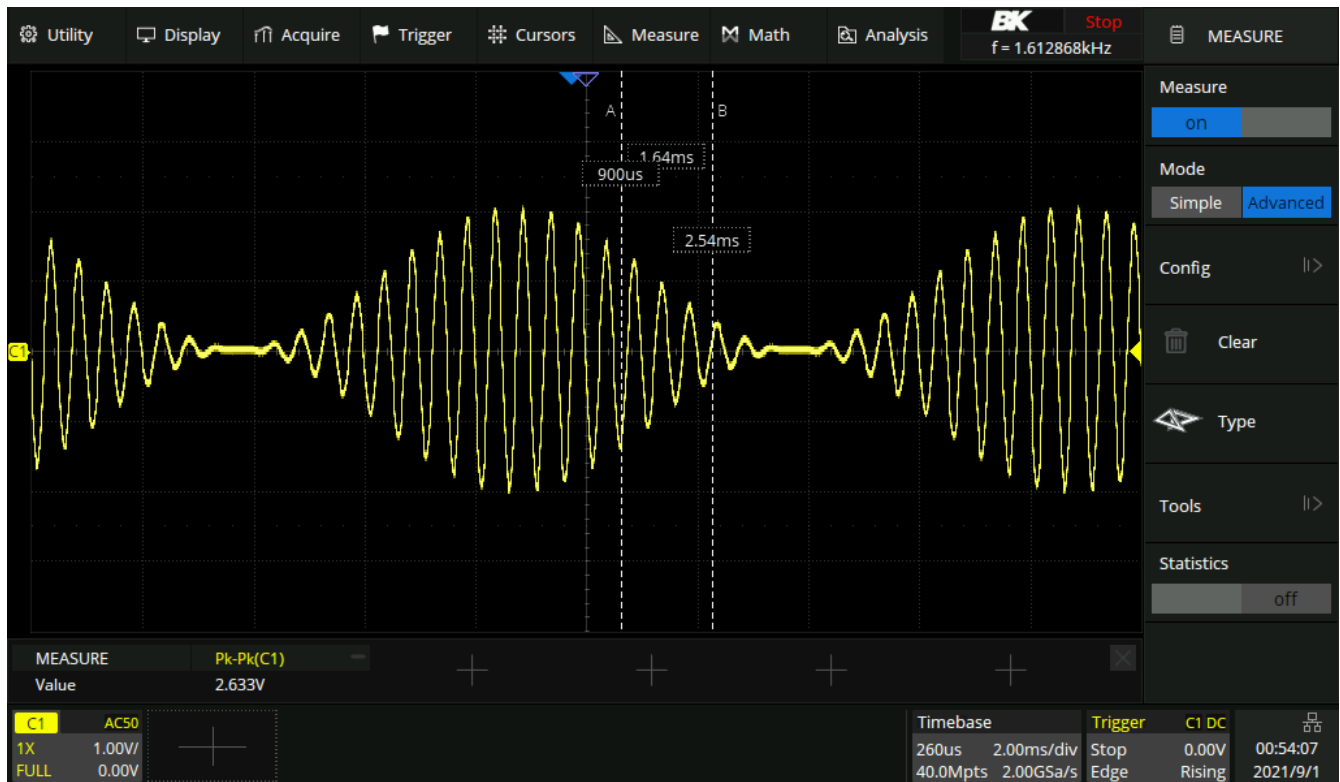 Utility Display Acquire Trigger Cursors Measure Math Analysis
BK Stop
f = 1.612868kHz
MEASURE
Measure
on
Mode
Simple Advanced
Config
Clear
Type
Tools
Statistics
off
A B
1.64ms
900us
2.54ms
C1
MEASURE Pk-Pk(C1)
Value 2.633V
C1 AC50
1X 1.00V/
FULL 0.00V
Timebase
260us 2.00ms/div
40.0Mpts 2.00GSa/s
Trigger C1 DC
Stop 0.00V
Edge Rising
00:54:07
2021/9/1